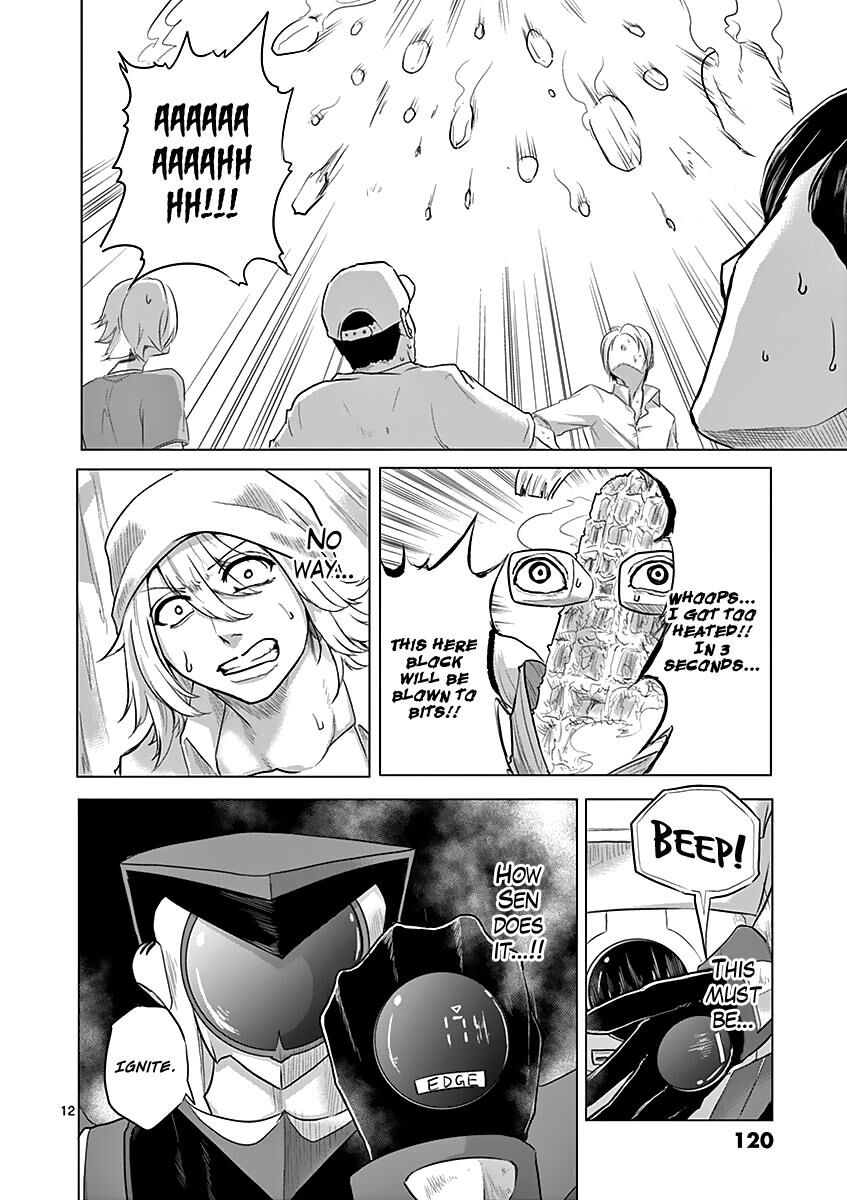 AAAAAA
AAAAHH
HH!!!
WHOOPS...
I GOT TOO
HEATED!!
IN 3
SECONDS...
THIS HERE
BLOCK
WILL BE
BLOWN TO
BITS!!
NO
WAY...
BEEP!
THIS
MUST
BE...
HOW
SEN
DOES
IT...!!
IGNITE.
EDGE
12
120